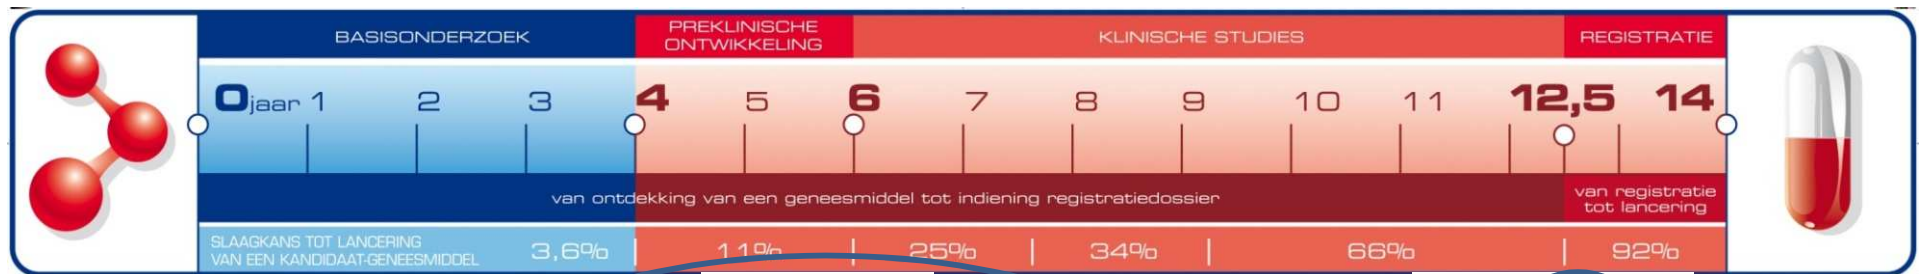 BASISONDERZOEK
PREKLINISCHE
ONTWIKKELING
KLINISCHE STUDIES
REGISTRATIE
0 jaar 1 2 3 4 5 6 7 8 9 10 11 12,5 14
van ontdekking van een geneesmiddel tot indiening registratiedossier
van registratie
tot lancering
SLAAGKANS TOT LANCERING
VAN EEN KANDIDAAT-GENEESMIDDEL
3,6% 11% 25% 34% 66% 92%